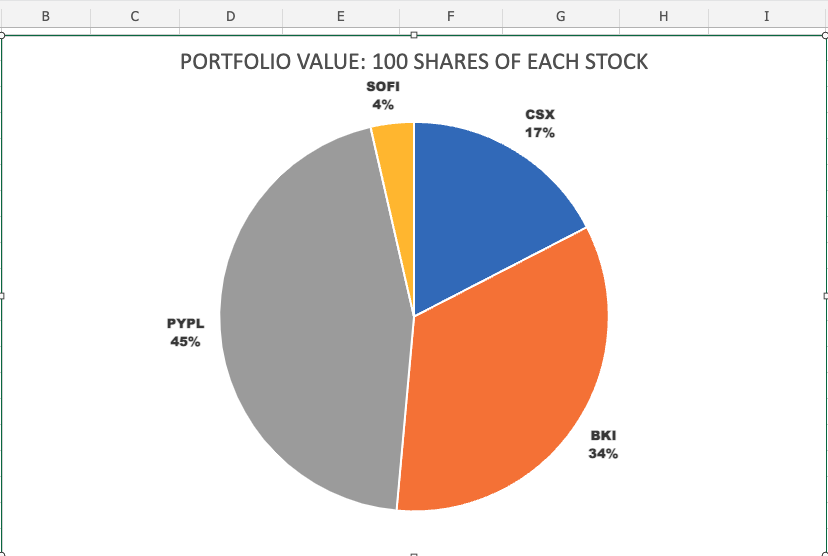 B C D E F G H I
PORTFOLIO VALUE: 100 SHARES OF EACH STOCK
SOFI
4%
CSX
17%
PYPL
45%
BKI
34%